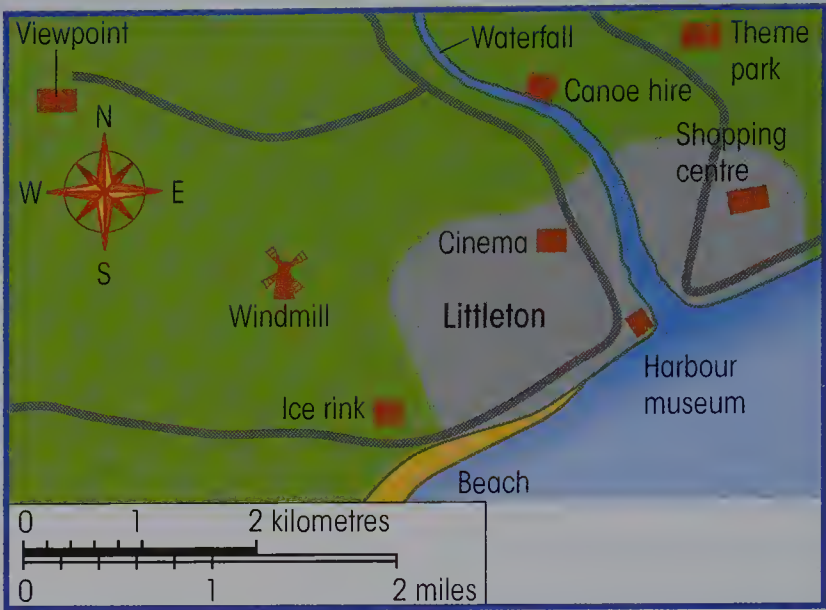 Viewpoint
Waterfall
Theme
park
Canoe hire
Shopping
centre
N
W E
S
Cinema
Windmill
Littleton
Harbour
museum
Ice rink
Beach
0 1 2 kilometres
0 1 2 miles